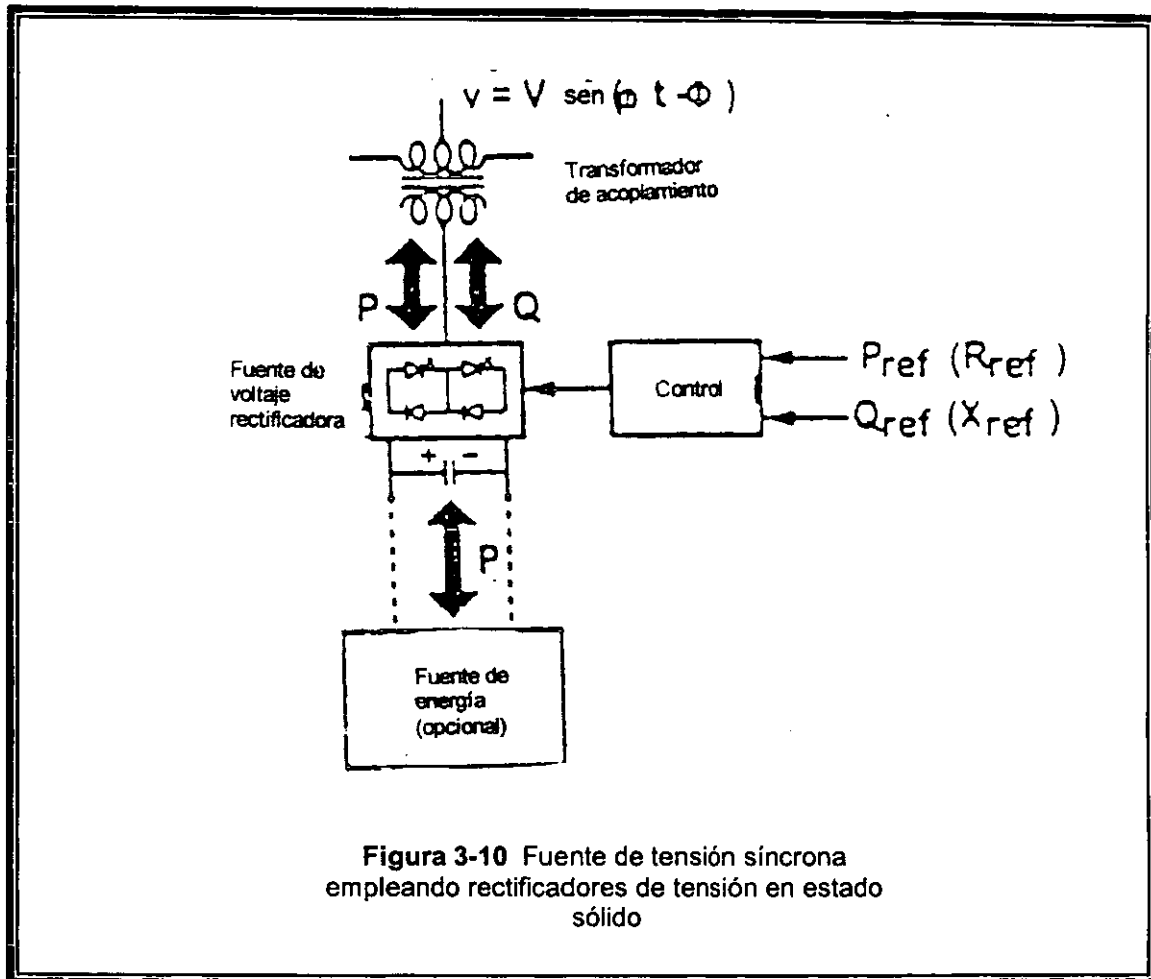 v = V sen(ω t-Φ)
Transformador
de acoplamiento
P
Q
Fuente de
voltaje
rectificadora
Control
Pref (Rref)
Qref (Xref)
+ -
P
Fuente de
energía
(opcional)
Figura 3-10 Fuente de tensión síncrona
empleando rectificadores de tensión en estado
sólido